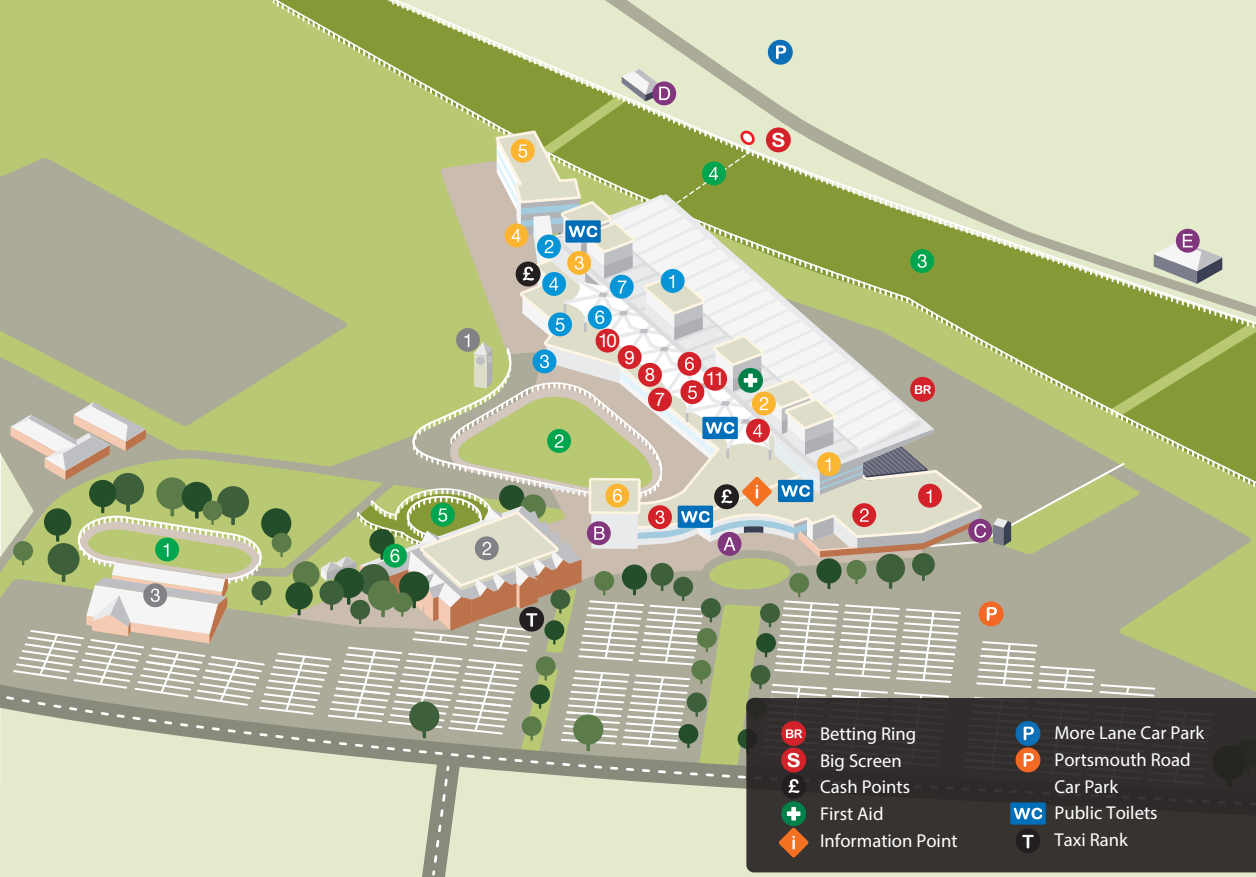 P
D
S
5
4
4
WC
2
E
3
3
£
4
7
1
5
6
1
10
9
3
6
8
11
5
7
BR
2
WC
4
2
1
6
£
i
WC
1
5
3
WC
2
B
A
C
1
6
2
3
T
P
BR Betting Ring
S Big Screen
£ Cash Points
First Aid
i Information Point
P More Lane Car Park
P Portsmouth Road
Car Park
WC Public Toilets
T Taxi Rank